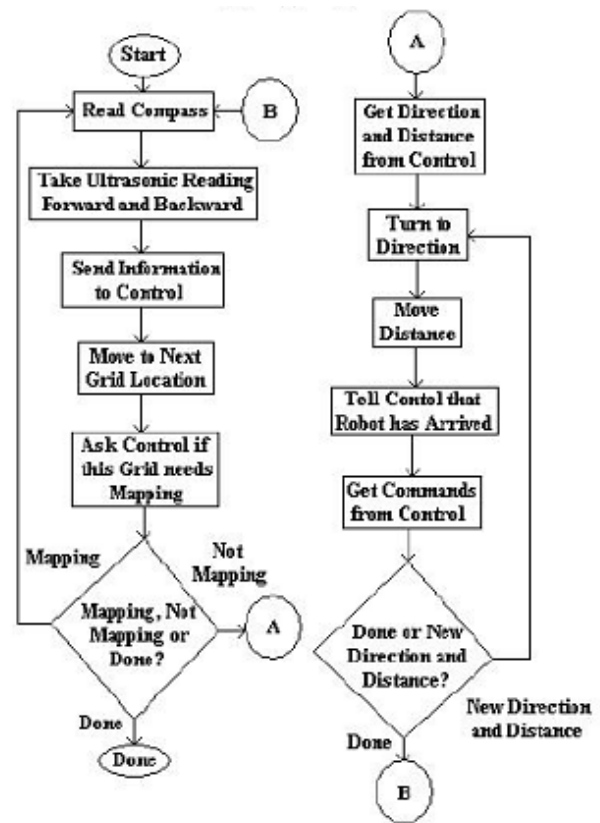 Start
Read Compass
B
Take Ultrasonic Reading
Forward and Backward
Send Information
to Control
Move to Next
Grid Location
Ask Control if
this Grid needs
Mapping
Mapping
Not
Mapping
Mapping, Not
Mapping or
Done?
A
Done
Done
A
Get Direction
and Distance
from Control
Turn to
Direction
Move
Distance
Tell Contol that
Robot has Arrived
Get Commands
from Control
Done or New
Direction and
Distance?
New Direction
and Distance
Done
B